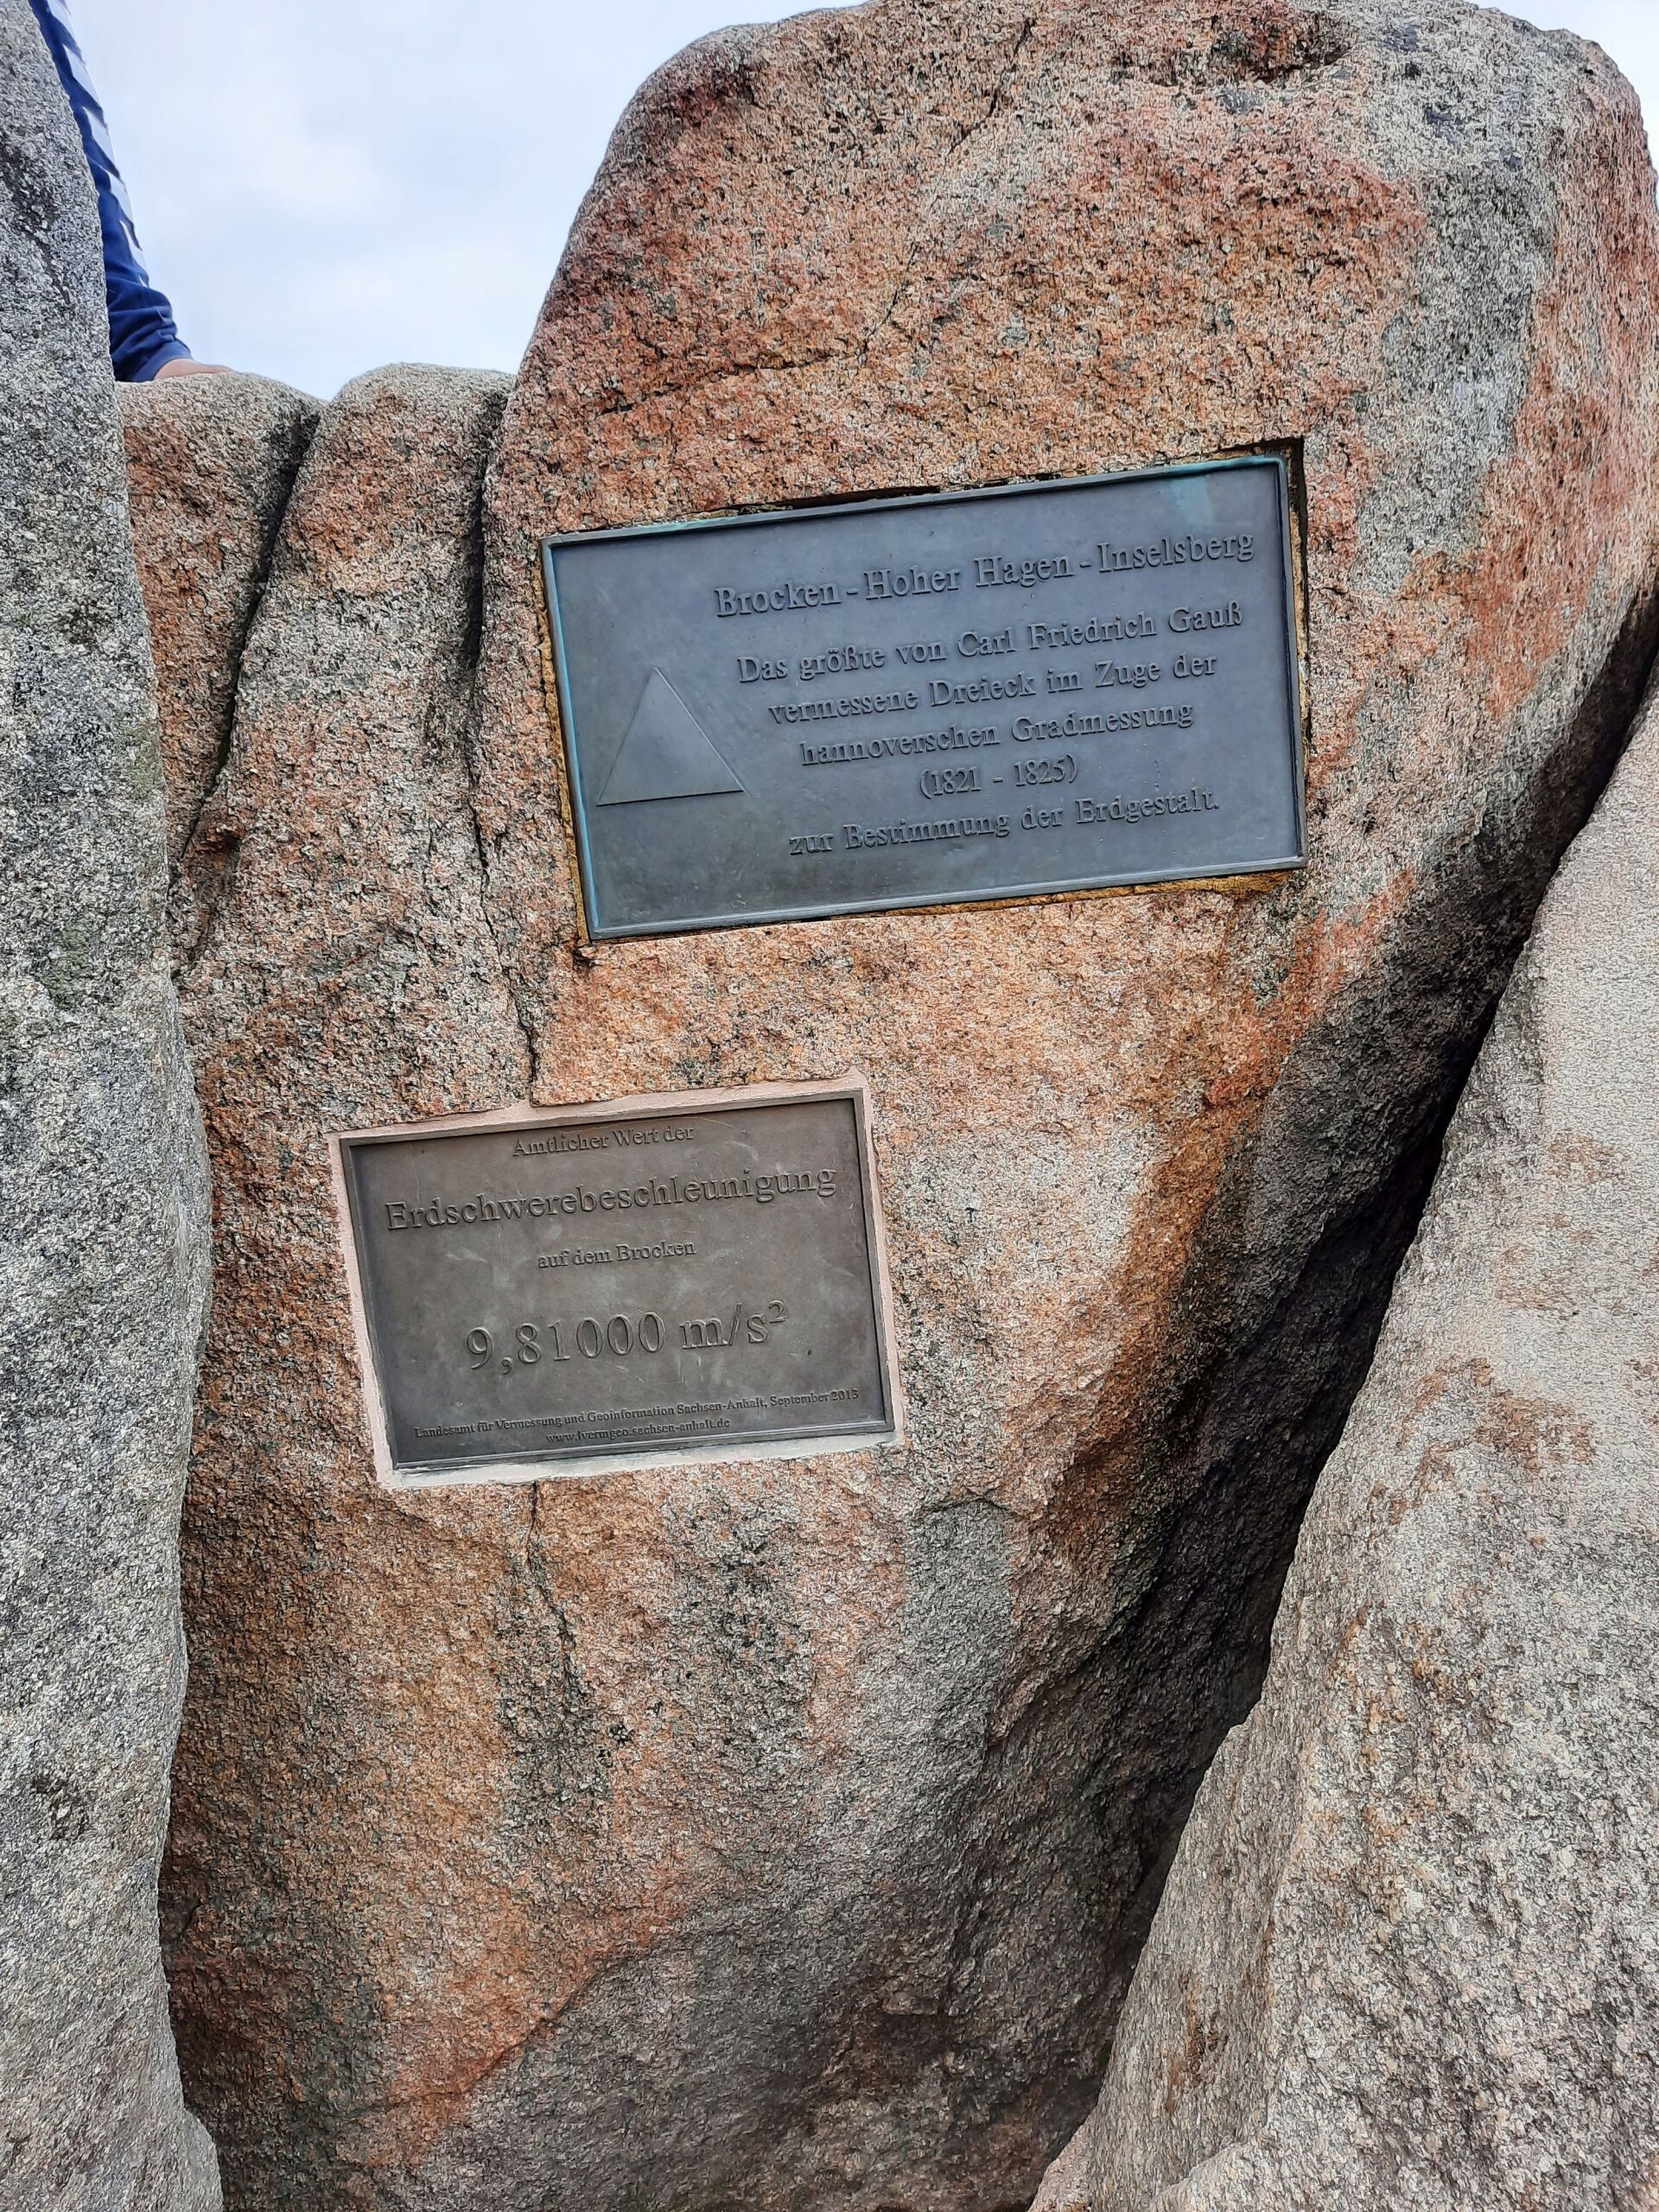 Brocken - Hoher Hagen - Inselsberg
Das größte von Carl Friedrich Gauß
vermessene Dreieck im Zuge der
hannoverschen Gradmessung
(1821 - 1825)
zur Bestimmung der Erdgestalt.
Amtlicher Wert der
Erdschwerebeschleunigung
auf dem Brocken
9,81000 m/s²
Landesamt für Vermessung und Geoinformation Sachsen-Anhalt, September 2013
www.lvermgeo.sachsen-anhalt.de